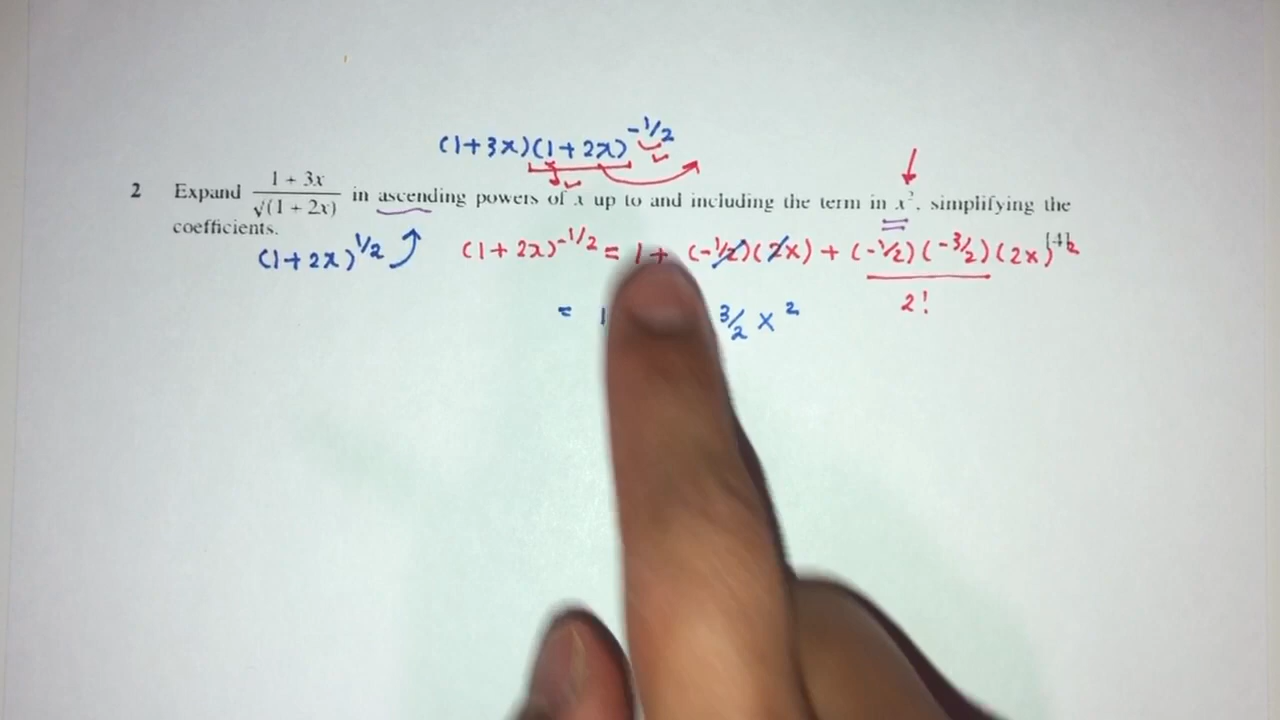 (1+3x)(1+2x)^-1/2
2 Expand (1 + 3x)/√(1 + 2x) in ascending powers of x up to and including the term in x², simplifying the
coefficients.
(1+2x)^1/2
(1+2x)^-1/2 = 1 + (-1/2)(2x) + (-1/2)(-3/2)(2x)^2 / 2!
[4]
= 1 3/2 x^2